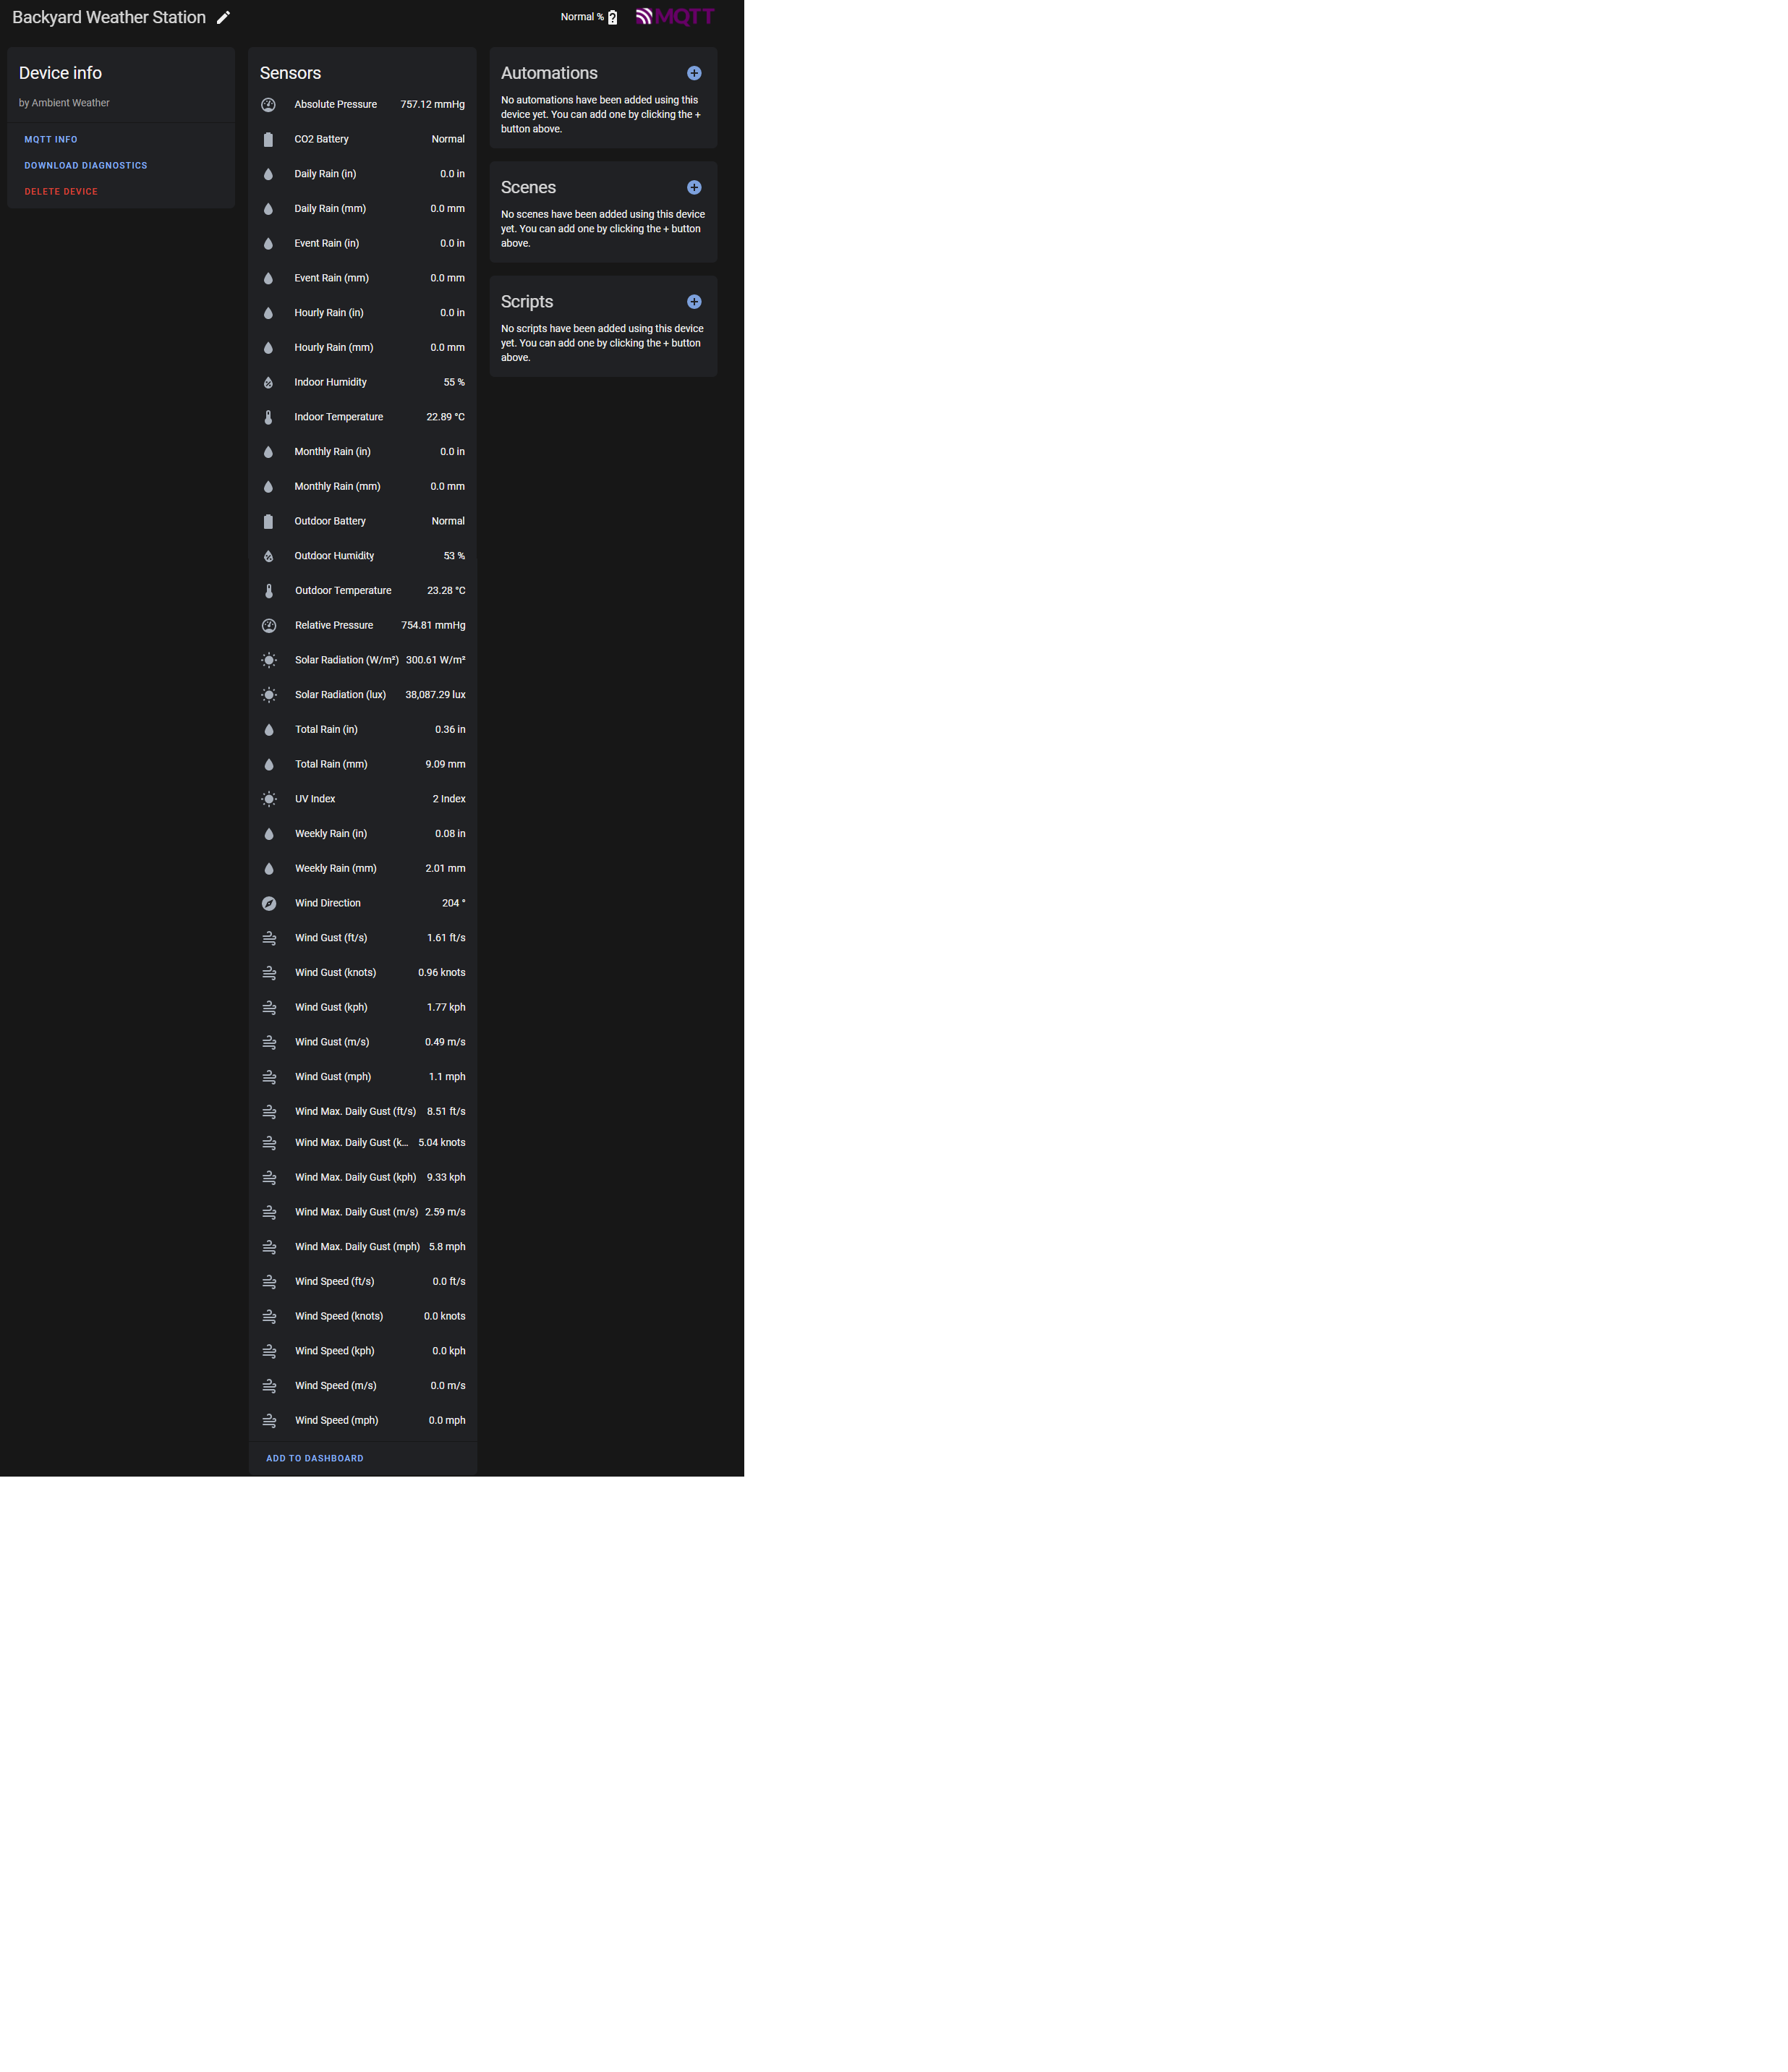 Backyard Weather Station
Normal %
MQTT
Device info
by Ambient Weather
MQTT INFO
DOWNLOAD DIAGNOSTICS
DELETE DEVICE
Sensors
Absolute Pressure 757.12 mmHg
CO2 Battery Normal
Daily Rain (in) 0.0 in
Daily Rain (mm) 0.0 mm
Event Rain (in) 0.0 in
Event Rain (mm) 0.0 mm
Hourly Rain (in) 0.0 in
Hourly Rain (mm) 0.0 mm
Indoor Humidity 55 %
Indoor Temperature 22.89 °C
Monthly Rain (in) 0.0 in
Monthly Rain (mm) 0.0 mm
Outdoor Battery Normal
Outdoor Humidity 53 %
Outdoor Temperature 23.28 °C
Relative Pressure 754.81 mmHg
Solar Radiation (W/m²) 300.61 W/m²
Solar Radiation (lux) 38,087.29 lux
Total Rain (in) 0.36 in
Total Rain (mm) 9.09 mm
UV Index 2 Index
Weekly Rain (in) 0.08 in
Weekly Rain (mm) 2.01 mm
Wind Direction 204 °
Wind Gust (ft/s) 1.61 ft/s
Wind Gust (knots) 0.96 knots
Wind Gust (kph) 1.77 kph
Wind Gust (m/s) 0.49 m/s
Wind Gust (mph) 1.1 mph
Wind Max. Daily Gust (ft/s) 8.51 ft/s
Wind Max. Daily Gust (k... 5.04 knots
Wind Max. Daily Gust (kph) 9.33 kph
Wind Max. Daily Gust (m/s) 2.59 m/s
Wind Max. Daily Gust (mph) 5.8 mph
Wind Speed (ft/s) 0.0 ft/s
Wind Speed (knots) 0.0 knots
Wind Speed (kph) 0.0 kph
Wind Speed (m/s) 0.0 m/s
Wind Speed (mph) 0.0 mph
ADD TO DASHBOARD
Automations
No automations have been added using this
device yet. You can add one by clicking the +
button above.
Scenes
No scenes have been added using this device
yet. You can add one by clicking the + button
above.
Scripts
No scripts have been added using this device
yet. You can add one by clicking the + button
above.